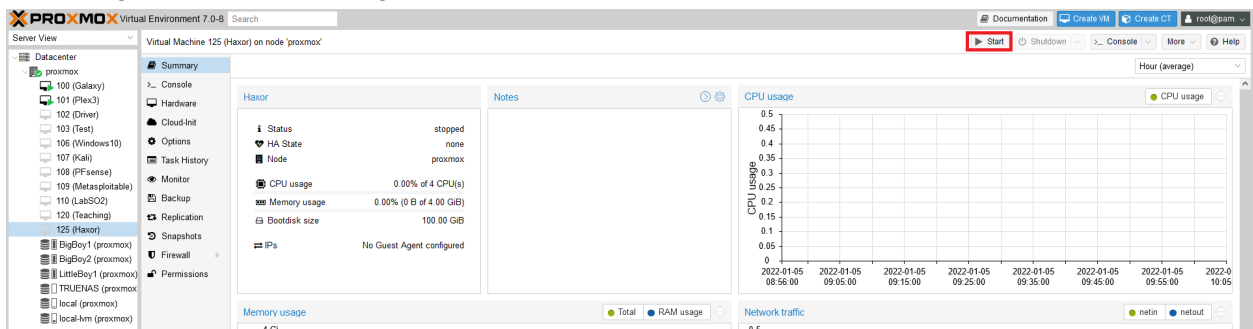 PROXMOX Virtual Environment 7.0-8 Search Documentation Create VM Create CT root@pam
Server View
Virtual Machine 125 (Haxor) on node 'proxmox' Start Shutdown Console More Help
Datacenter
proxmox
100 (Galaxy)
101 (Plex3)
102 (Driver)
103 (Test)
106 (Windows10)
107 (Kali)
108 (PFsense)
109 (Metasploitable)
110 (LabSO2)
120 (Teaching)
125 (Haxor)
BigBoy1 (proxmox)
BigBoy2 (proxmox)
LittleBoy1 (proxmox)
TRUENAS (proxmox
local (proxmox)
local-lvm (proxmox)
Summary
>_ Console
Hardware
Cloud-Init
Options
Task History
Monitor
Backup
Replication
Snapshots
Firewall
Permissions
Hour (average)
Haxor
Status stopped
HA State none
Node proxmox
CPU usage 0.00% of 4 CPU(s)
Memory usage 0.00% (0 B of 4.00 GiB)
Bootdisk size 100.00 GiB
IPs No Guest Agent configured
Notes
CPU usage
CPU usage
CPU usage
0.5
0.45
0.4
0.35
0.3
0.25
0.2
0.15
0.1
0.05
0
2022-01-05 2022-01-05 2022-01-05 2022-01-05 2022-01-05 2022-01-05 2022-01-05 2022-0
08:56:00 09:05:00 09:15:00 09:25:00 09:35:00 09:45:00 09:55:00 10:05
Memory usage Total RAM usage
Network traffic netin netout